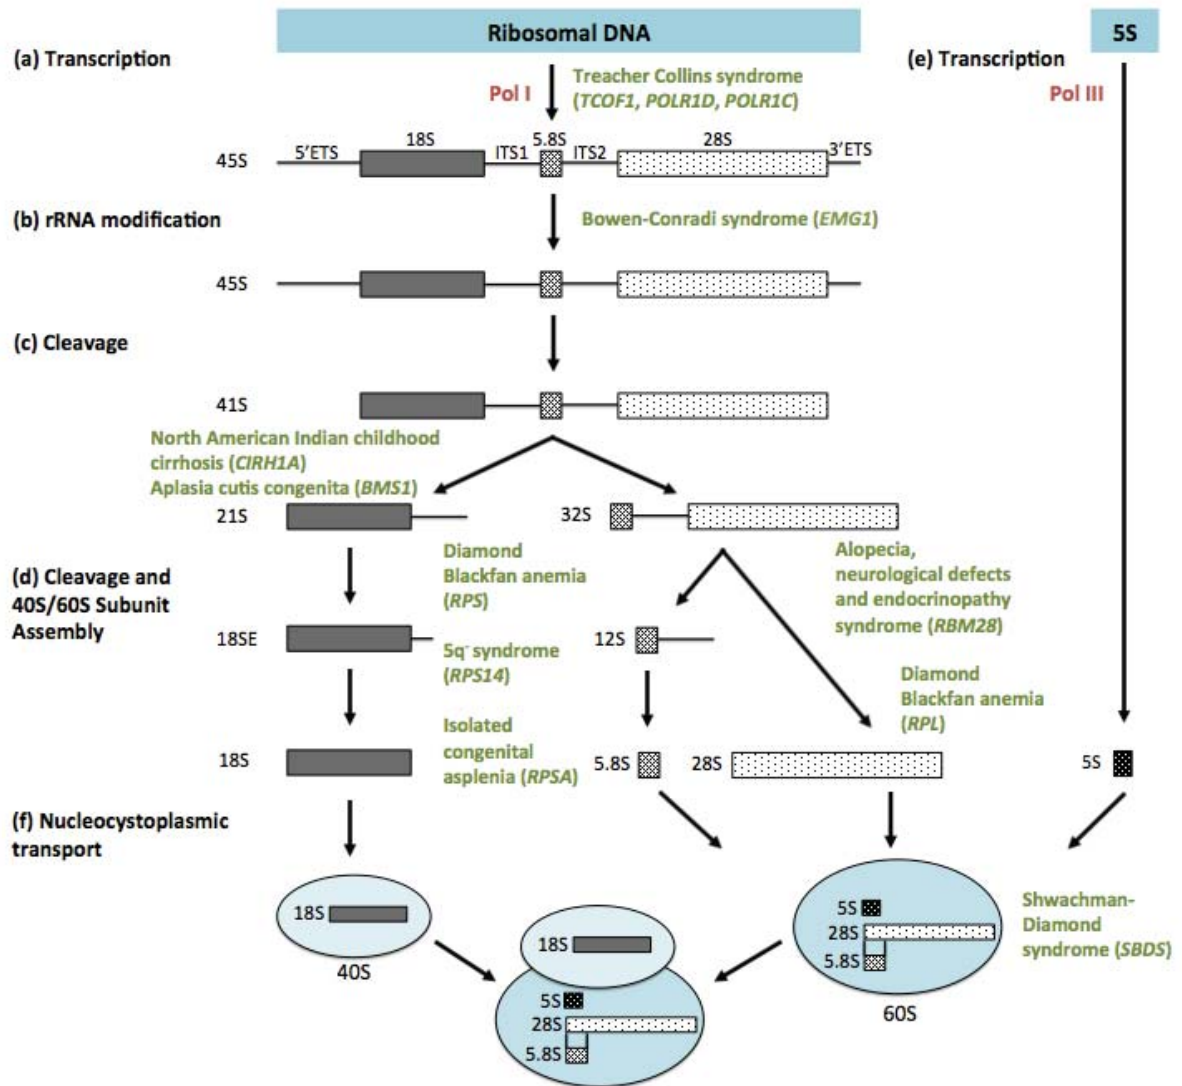 Ribosomal DNA
5S
(a) Transcription
(e) Transcription
Pol I
Treacher Collins syndrome
(TCOF1, POLR1D, POLR1C)
Pol III
45S
5'ETS
18S
ITS1
5.8S
ITS2
28S
3'ETS
(b) rRNA modification
Bowen-Conradi syndrome (EMG1)
45S
(c) Cleavage
41S
North American Indian childhood
cirrhosis (CIRH1A)
Aplasia cutis congenita (BMS1)
21S
32S
(d) Cleavage and
40S/60S Subunit
Assembly
Diamond
Blackfan anemia
(RPS)
Alopecia,
neurological defects
and endocrinopathy
syndrome (RBM28)
18SE
12S
5q- syndrome
(RPS14)
Diamond
Blackfan anemia
(RPL)
Isolated
congenital
asplenia (RPSA)
18S
5.8S
28S
5S
(f) Nucleocystoplasmic
transport
18S
40S
18S
5S
28S
5.8S
5S
28S
5.8S
60S
Shwachman-
Diamond
syndrome (SBDS)